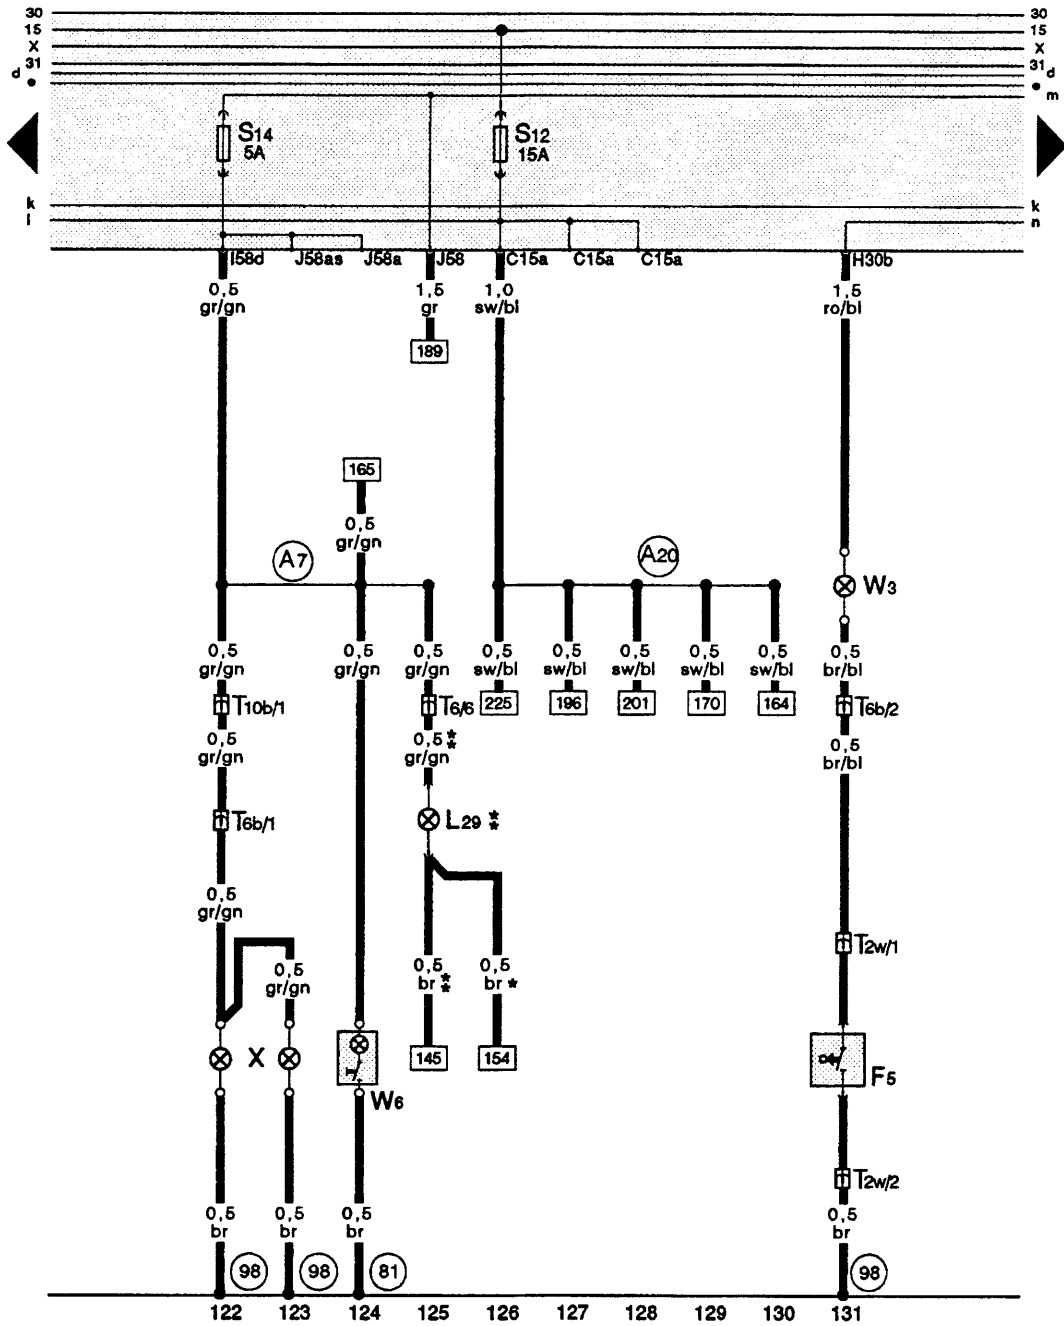 30 30
15 15
X X
31 31
d d
m
S14 S12
5A 15A
k k
l n
I58d J58as J58a J58 C15a C15a C15a H30b
0,5 1,5 1,0 1,5
gr/gn gr sw/bl ro/bl
189
165
0,5
gr/gn
A7 A20
W3
0,5 0,5 0,5 0,5 0,5 0,5 0,5 0,5 0,5
gr/gn gr/gn gr/gn sw/bl sw/bl sw/bl sw/bl sw/bl br/bl
T10b/1 T6/6 225 196 201 170 164 T6b/2
0,5 0,5 ** 0,5
gr/gn gr/gn br/bl
T6b/1 L29 **
0,5
gr/gn
T2w/1
0,5 0,5 0,5
gr/gn br ** br *
X 145 154
F5
W6
T2w/2
0,5 0,5 0,5 0,5
br br br br
98 98 81 98
122 123 124 125 126 127 128 129 130 131